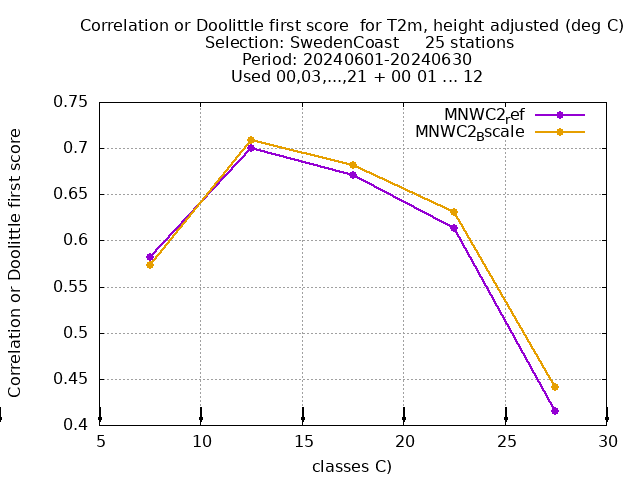 Correlation or Doolittle first score  for T2m, height adjusted (deg C)
Selection: SwedenCoast     25 stations
Period: 20240601-20240630
Used 00,03,...,21 + 00 01 ... 12
MNWC2ref
MNWC2Bscale
Correlation or Doolittle first score
0.75
0.7
0.65
0.6
0.55
0.5
0.45
0.4
5 10 15 20 25 30
classes C)